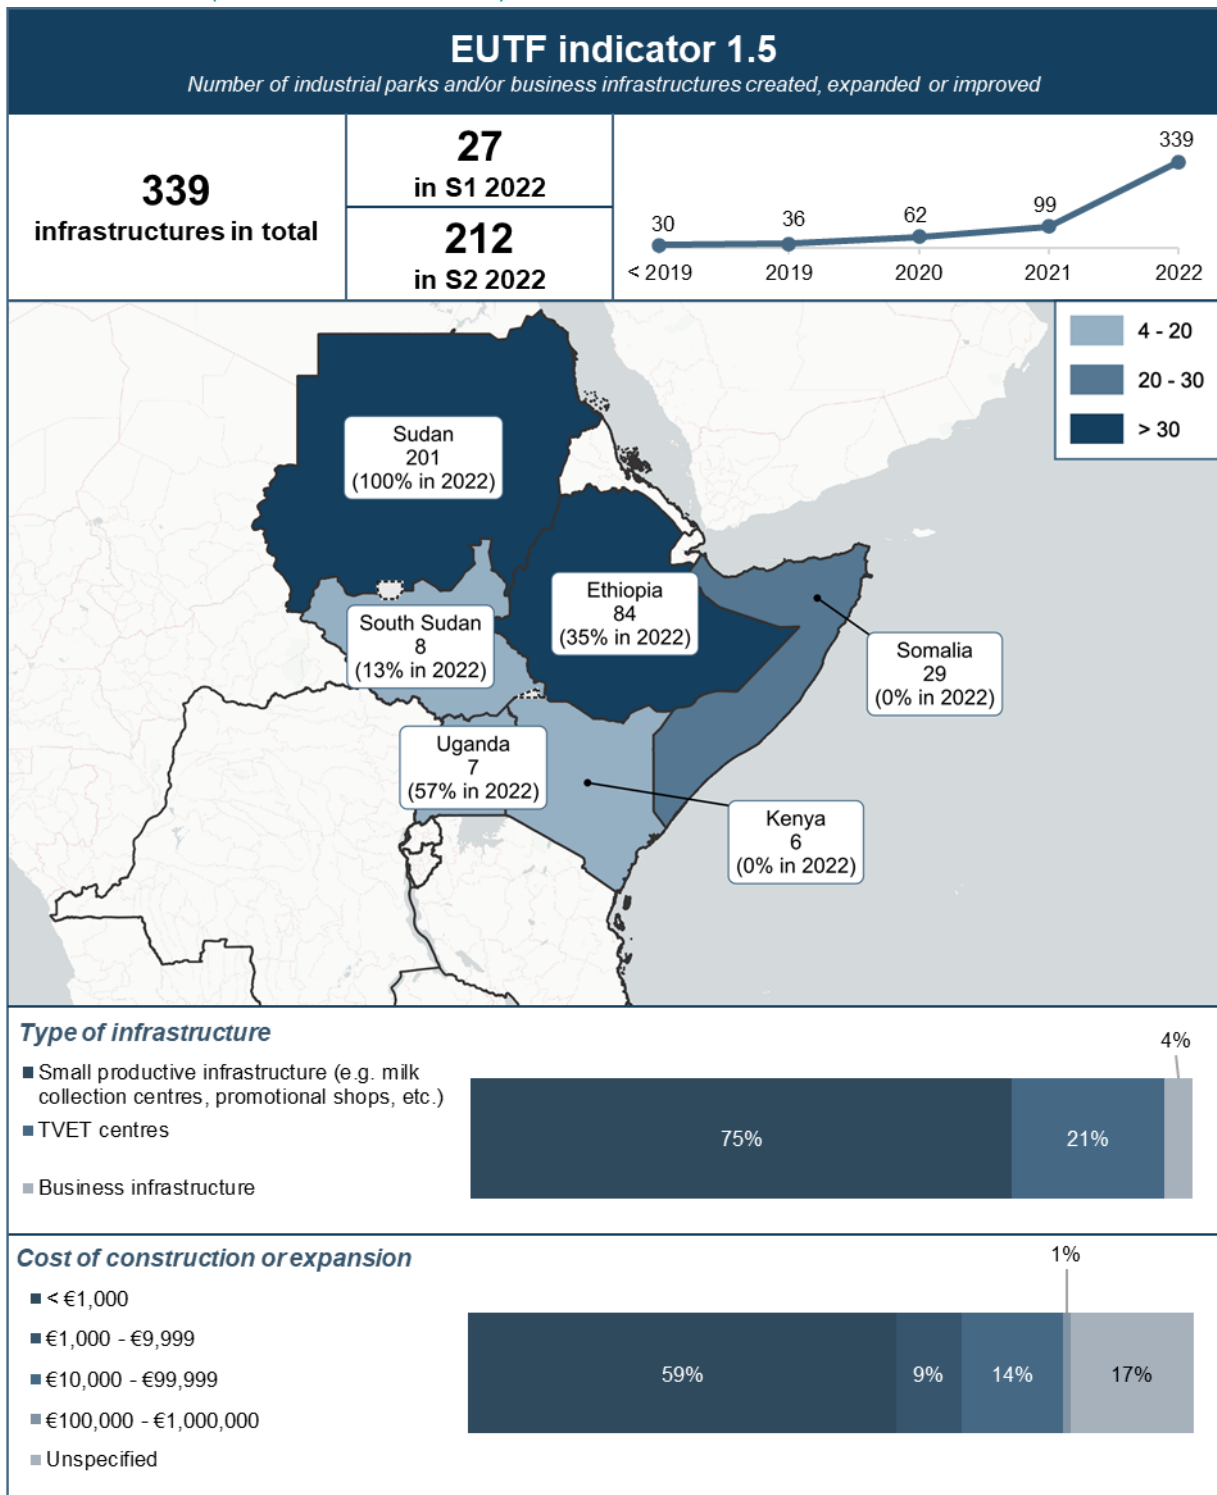 EUTF indicator 1.5
Number of industrial parks and/or business infrastructures created, expanded or improved
339
infrastructures in total
27
in S1 2022
212
in S2 2022
30
36
62
99
339
< 2019
2019
2020
2021
2022
4 - 20
20 - 30
> 30
Sudan
201
(100% in 2022)
Ethiopia
84
(35% in 2022)
South Sudan
8
(13% in 2022)
Somalia
29
(0% in 2022)
Uganda
7
(57% in 2022)
Kenya
6
(0% in 2022)
Type of infrastructure
Small productive infrastructure (e.g. milk
collection centres, promotional shops, etc.)
TVET centres
Business infrastructure
75%
21%
4%
Cost of construction or expansion
< €1,000
€1,000 - €9,999
€10,000 - €99,999
€100,000 - €1,000,000
Unspecified
59%
9%
14%
1%
17%